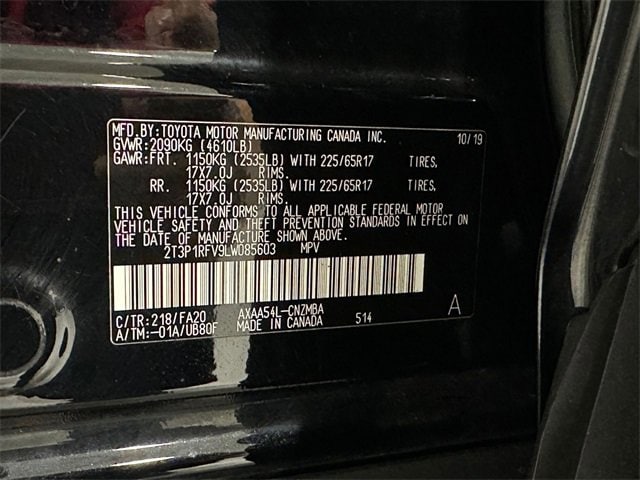 MFD.BY:TOYOTA MOTOR MANUFACTURING CANADA INC. 10/19
GVWR:2090KG (4610LB)
GAWR:FRT. 1150KG (2535LB) WITH 225/65R17 TIRES,
17X7.0J RIMS.
RR. 1150KG (2535LB) WITH 225/65R17 TIRES,
17X7.0J RIMS.
THIS VEHICLE CONFORMS TO ALL APPLICABLE FEDERAL MOTOR
VEHICLE SAFETY AND THEFT PREVENTION STANDARDS IN EFFECT ON
THE DATE OF MANUFACTURE SHOWN ABOVE.
2T3P1RFV9LW085603 MPV
C/TR:218/FA20 AXAA54L-CNZMBA A
A/TM:-01A/UB80F MADE IN CANADA 514